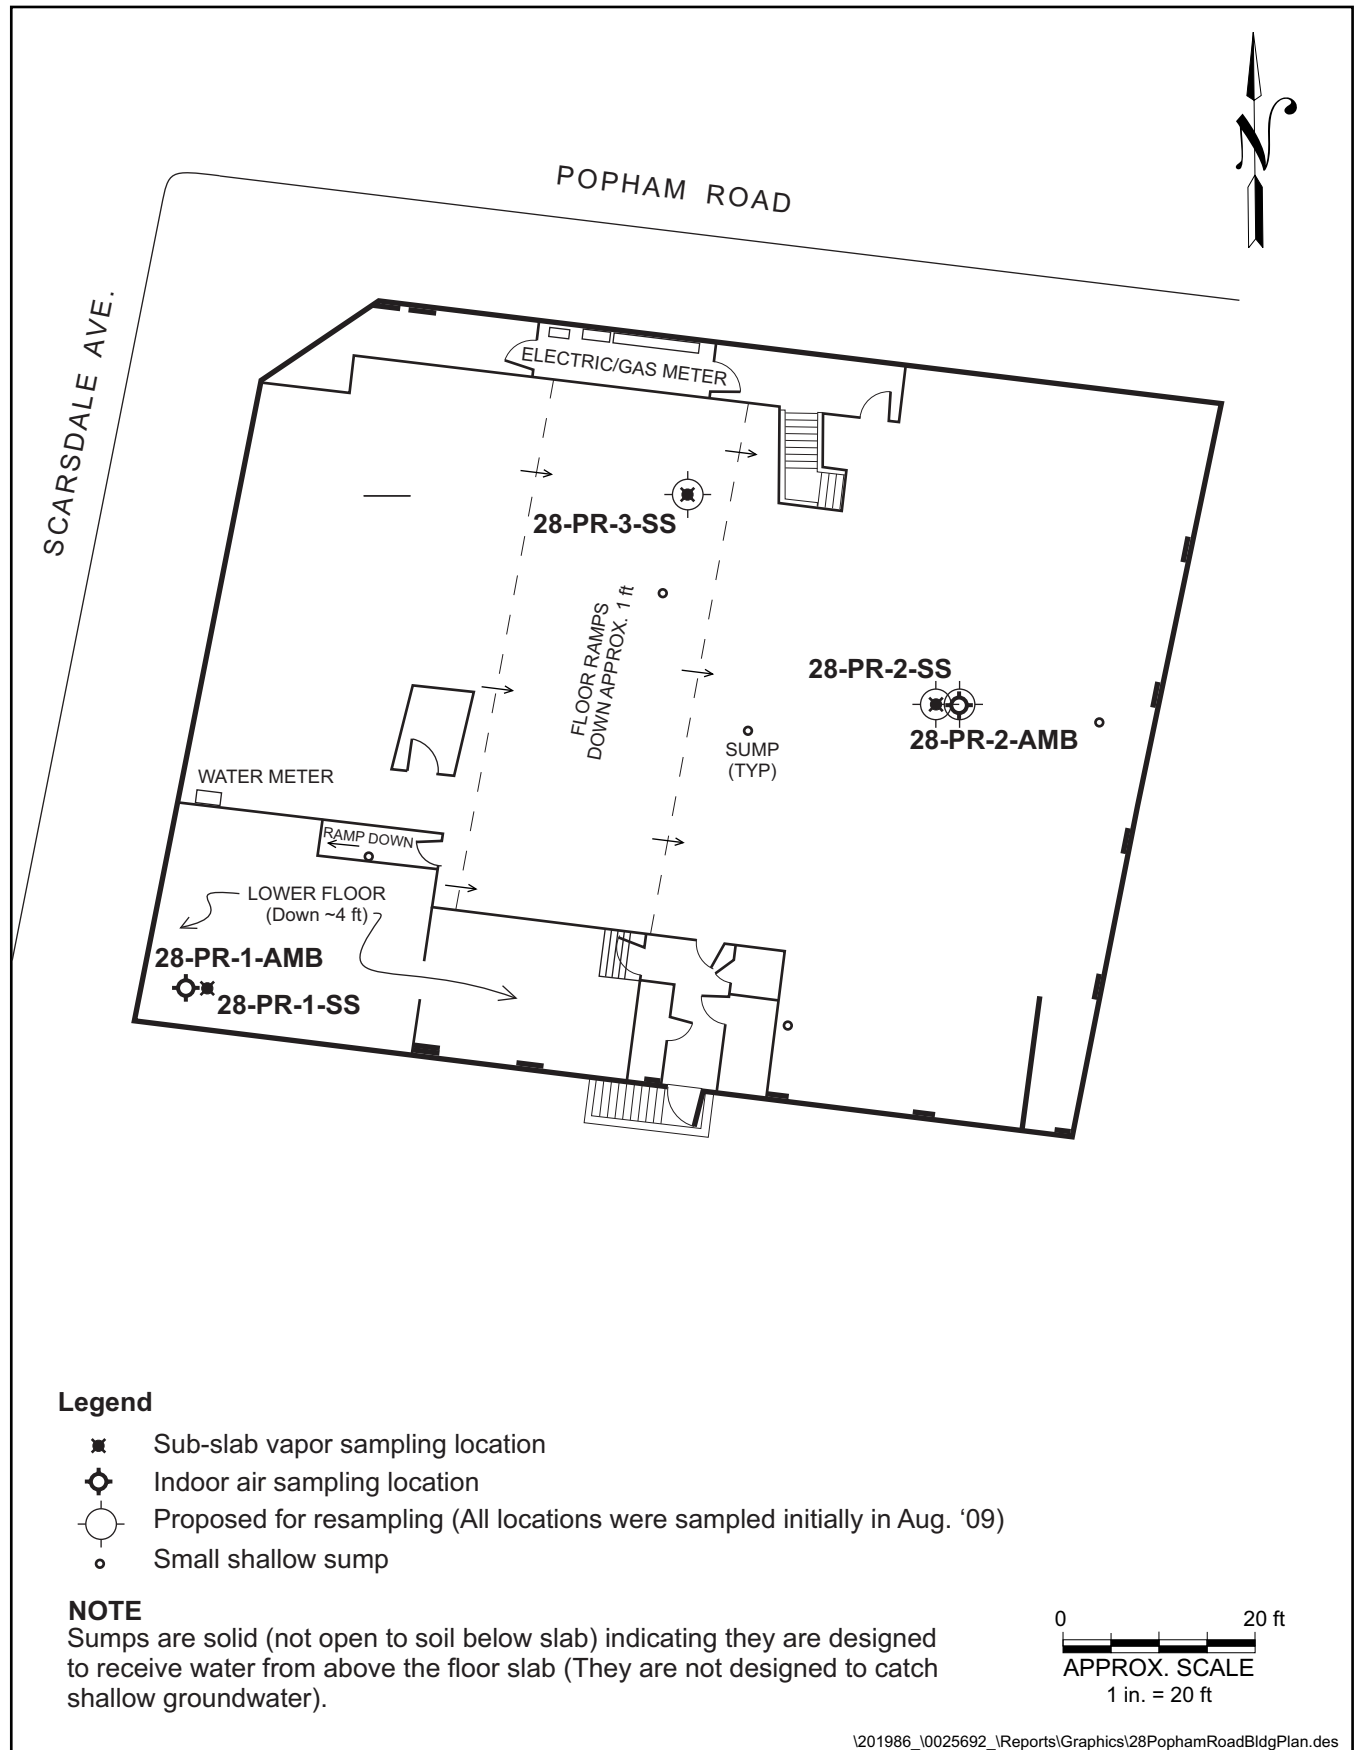 N
POPHAM ROAD
SCARSDALE AVE.
ELECTRIC/GAS METER
28-PR-3-SS
FLOOR RAMPS
DOWN APPROX. 1 ft
28-PR-2-SS
28-PR-2-AMB
SUMP
(TYP)
WATER METER
RAMP DOWN
LOWER FLOOR
(Down ~4 ft)
28-PR-1-AMB
28-PR-1-SS
Legend
Sub-slab vapor sampling location
Indoor air sampling location
Proposed for resampling (All locations were sampled initially in Aug. ‘09)
Small shallow sump
NOTE
Sumps are solid (not open to soil below slab) indicating they are designed
to receive water from above the floor slab (They are not designed to catch
shallow groundwater).
0 20 ft
APPROX. SCALE
1 in. = 20 ft
\201986_\0025692_\Reports\Graphics\28PophamRoadBldgPlan.des